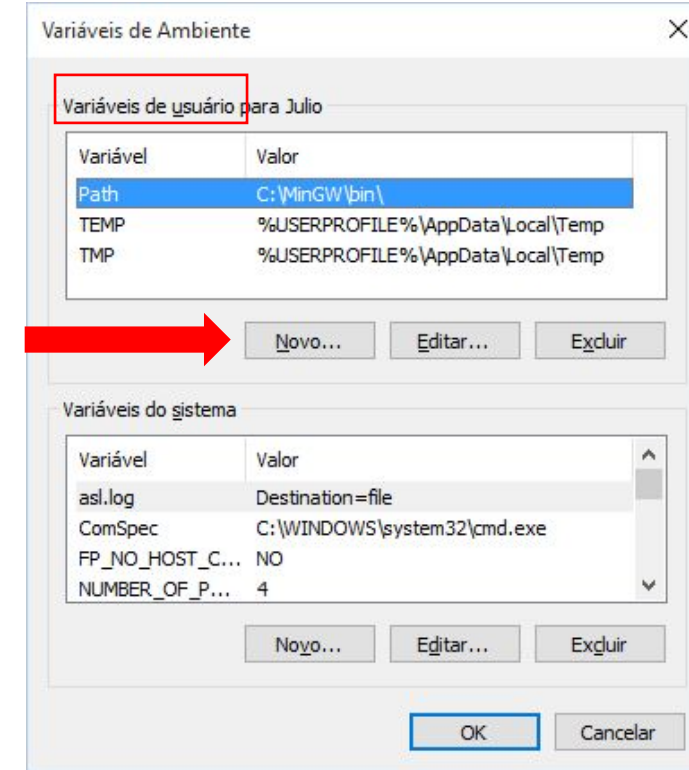 Variáveis de Ambiente
Variáveis de usuário para Julio
Variável Valor
Path C:\MinGW\bin\
TEMP %USERPROFILE%\AppData\Local\Temp
TMP %USERPROFILE%\AppData\Local\Temp
Novo... Editar... Excluir
Variáveis do sistema
Variável Valor
asl.log Destination=file
ComSpec C:\WINDOWS\system32\cmd.exe
FP_NO_HOST_C... NO
NUMBER_OF_P... 4
Novo... Editar... Excluir
OK Cancelar